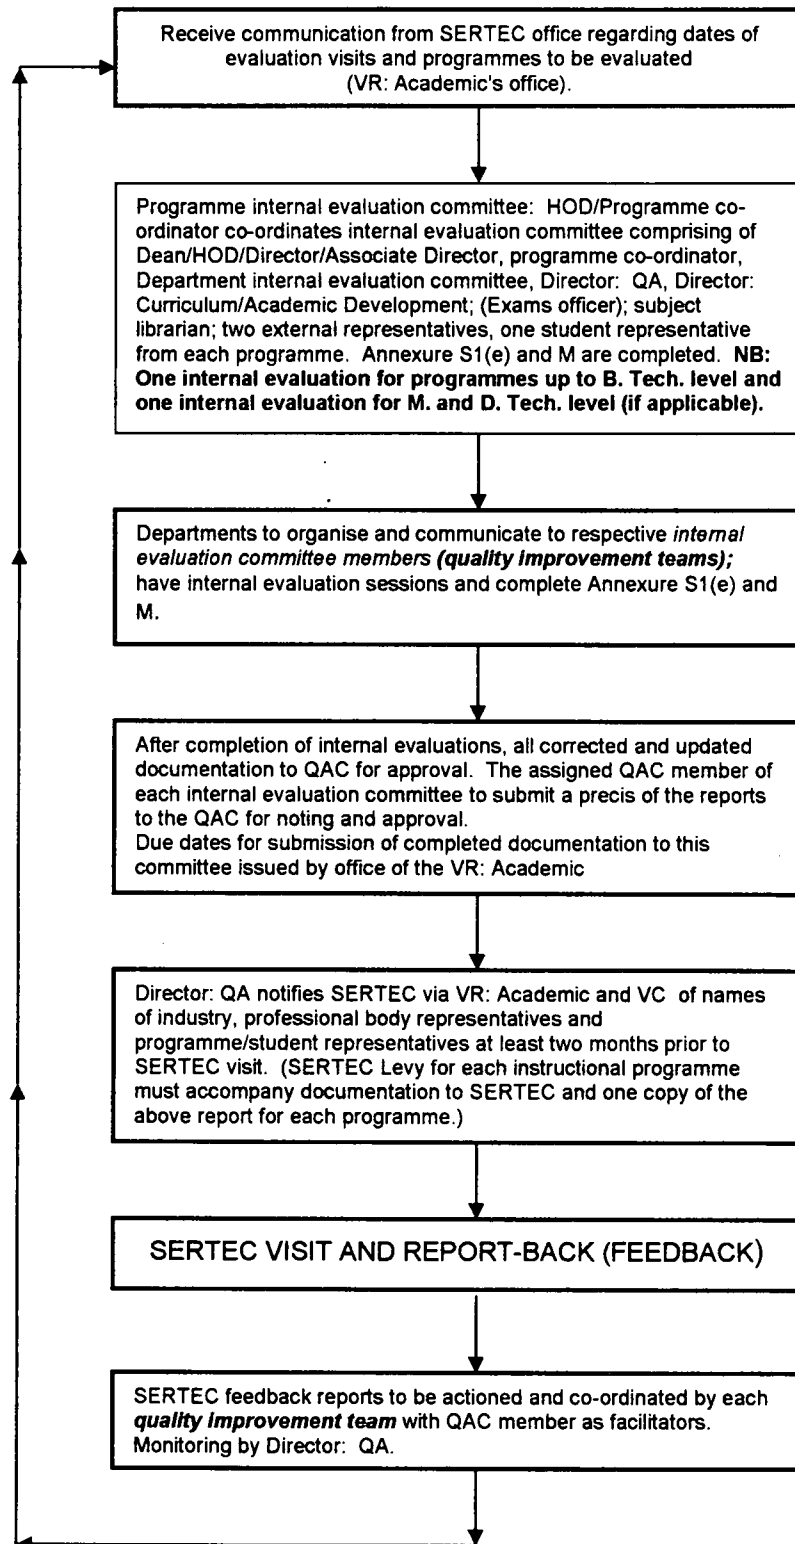 Receive communication from SERTEC office regarding dates of
evaluation visits and programmes to be evaluated
(VR: Academic's office).
Programme internal evaluation committee: HOD/Programme co-
ordinator co-ordinates internal evaluation committee comprising of
Dean/HOD/Director/Associate Director, programme co-ordinator,
Department internal evaluation committee, Director: QA, Director:
Curriculum/Academic Development; (Exams officer); subject
librarian; two external representatives, one student representative
from each programme. Annexure S1(e) and M are completed. NB:
One internal evaluation for programmes up to B. Tech. level and
one internal evaluation for M. and D. Tech. level (if applicable).
Departments to organise and communicate to respective internal
evaluation committee members (quality improvement teams);
have internal evaluation sessions and complete Annexure S1(e) and
M.
After completion of internal evaluations, all corrected and updated
documentation to QAC for approval. The assigned QAC member of
each internal evaluation committee to submit a precis of the reports
to the QAC for noting and approval.
Due dates for submission of completed documentation to this
committee issued by office of the VR: Academic
Director: QA notifies SERTEC via VR: Academic and VC of names
of industry, professional body representatives and
programme/student representatives at least two months prior to
SERTEC visit. (SERTEC Levy for each instructional programme
must accompany documentation to SERTEC and one copy of the
above report for each programme.)
SERTEC VISIT AND REPORT-BACK (FEEDBACK)
SERTEC feedback reports to be actioned and co-ordinated by each
quality improvement team with QAC member as facilitators.
Monitoring by Director: QA.